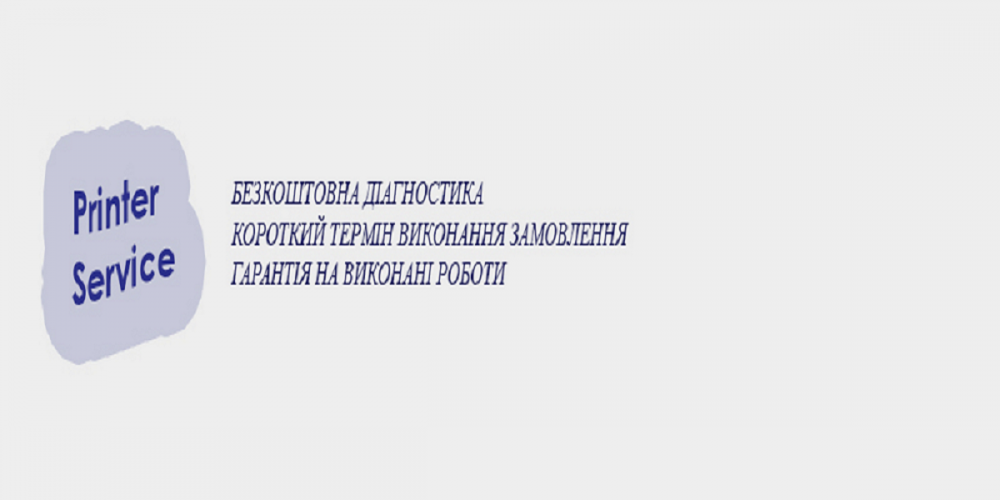 Printer
Service
БЕЗКОШТОВНА ДІАГНОСТИКА
КОРОТКИЙ ТЕРМІН ВИКОНАННЯ ЗАМОВЛЕННЯ
ГАРАНТІЯ НА ВИКОНАНІ РОБОТИ